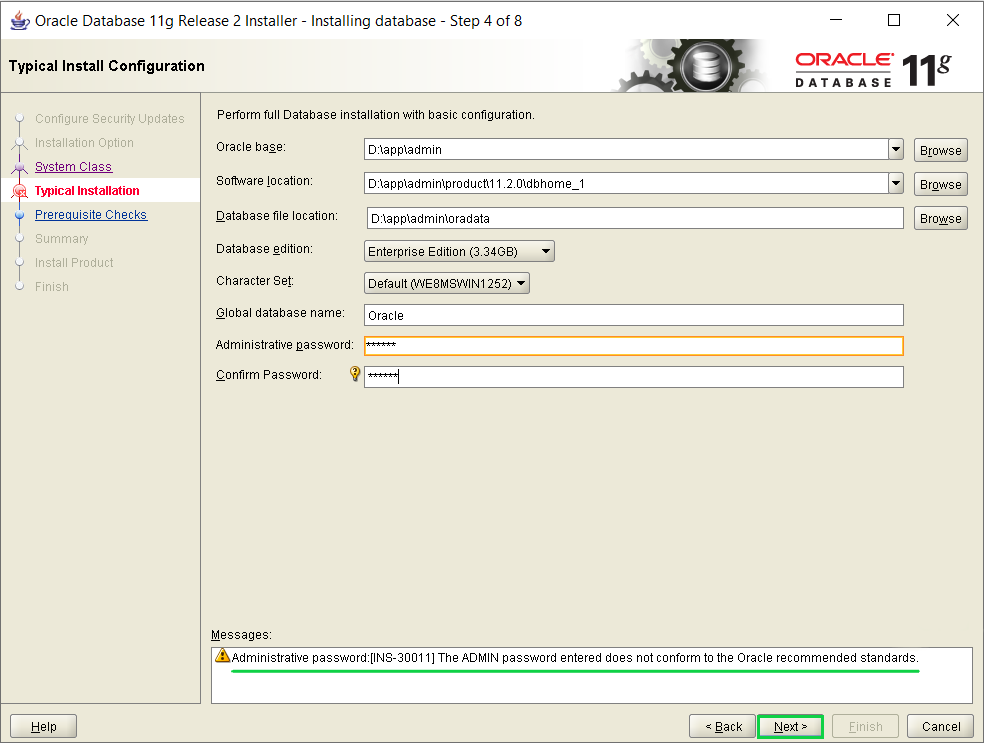 Oracle Database 11g Release 2 Installer - Installing database - Step 4 of 8
Typical Install Configuration
ORACLE
DATABASE 11g
Configure Security Updates
Installation Option
System Class
Typical Installation
Prerequisite Checks
Summary
Install Product
Finish
Perform full Database installation with basic configuration.
Oracle base: D:\app\admin Browse
Software location: D:\app\admin\product\11.2.0\dbhome_1 Browse
Database file location: D:\app\admin\oradata Browse
Database edition: Enterprise Edition (3.34GB)
Character Set: Default (WE8MSWIN1252)
Global database name: Oracle
Administrative password: ******
Confirm Password: ******
Messages:
Administrative password:[INS-30011] The ADMIN password entered does not conform to the Oracle recommended standards.
Help < Back Next > Finish Cancel